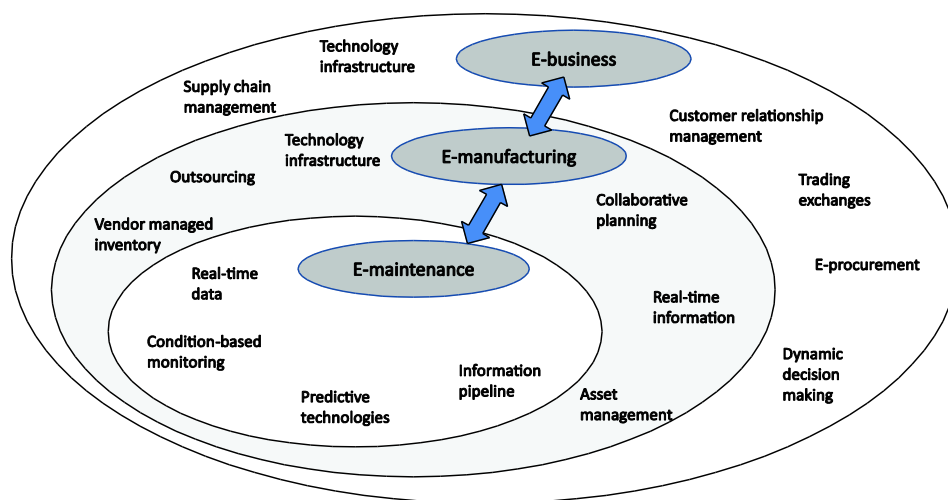 Technology
infrastructure
E-business
Supply chain
management
Customer relationship
management
Technology
infrastructure
E-manufacturing
Outsourcing
Trading
exchanges
Collaborative
planning
Vendor managed
inventory
E-procurement
E-maintenance
Real-time
data
Real-time
information
Condition-based
monitoring
Dynamic
decision
making
Information
pipeline
Predictive
technologies
Asset
management